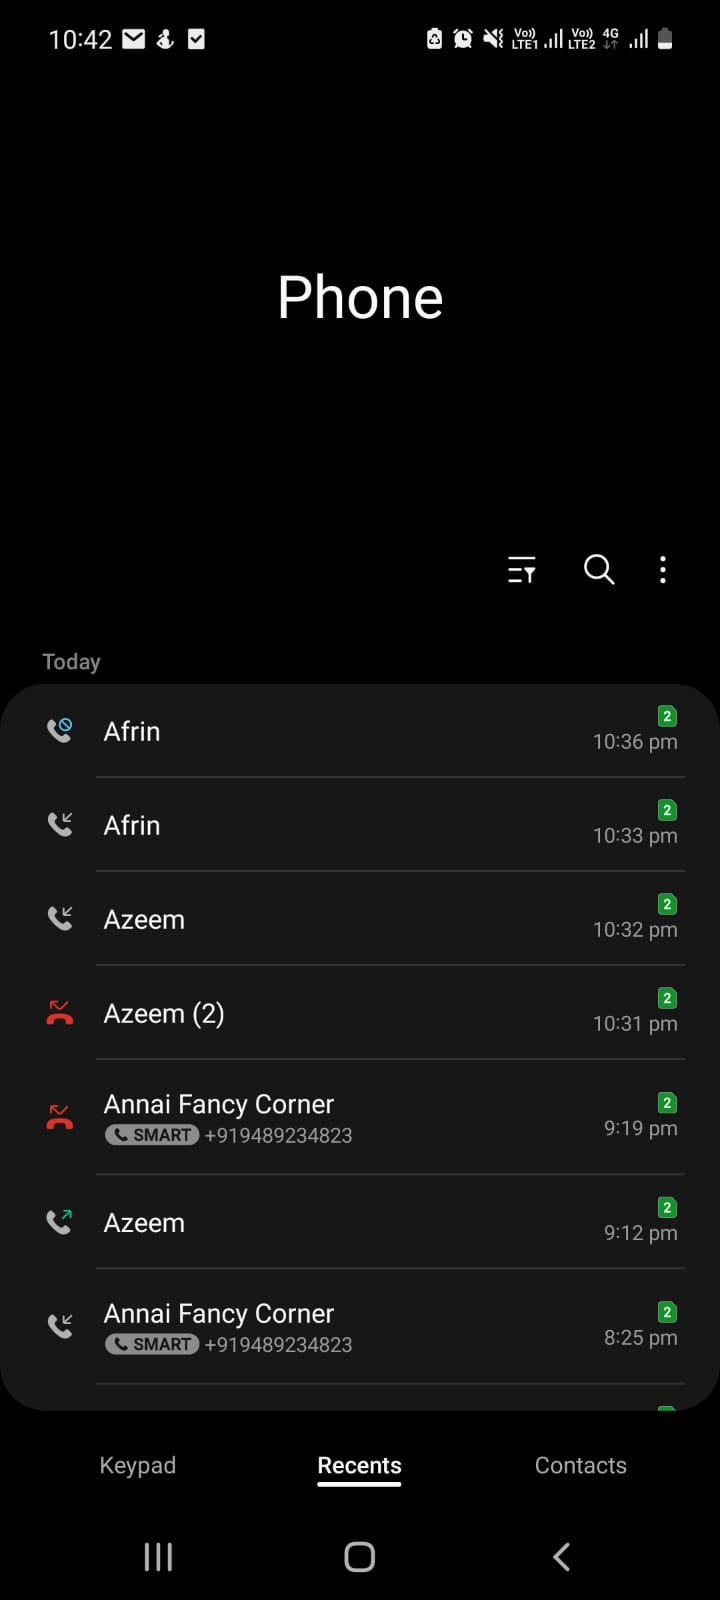 10:42 Vo)) LTE1 Vo)) LTE2 4G
Phone
Today
Afrin 2 10:36 pm
Afrin 2 10:33 pm
Azeem 2 10:32 pm
Azeem (2) 2 10:31 pm
Annai Fancy Corner 2
SMART +919489234823 9:19 pm
Azeem 2 9:12 pm
Annai Fancy Corner 2
SMART +919489234823 8:25 pm
Keypad Recents Contacts